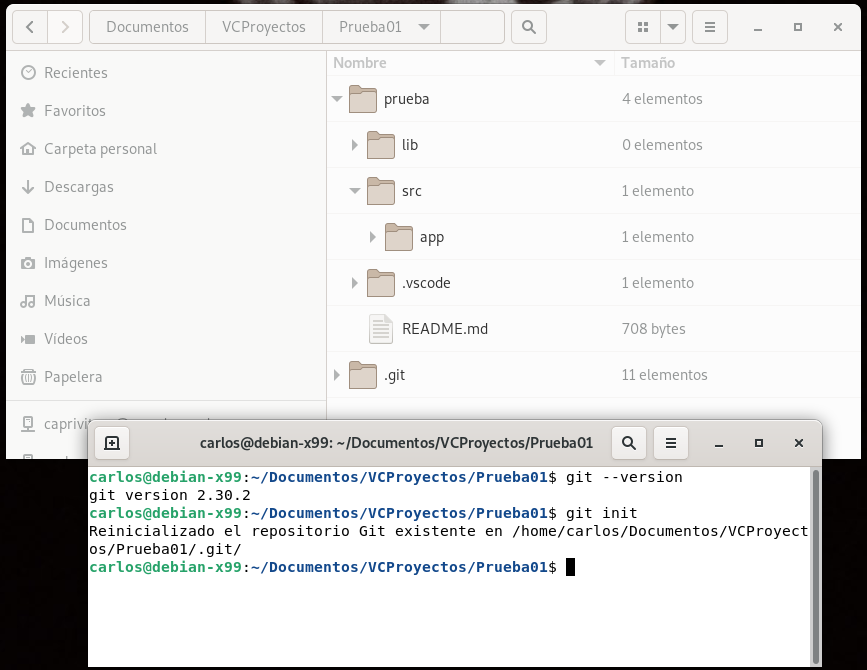 Documentos VCProyectos Prueba01
Nombre Tamaño
Recientes
Favoritos
Carpeta personal
Descargas
Documentos
Imágenes
Música
Vídeos
Papelera
prueba 4 elementos
lib 0 elementos
src 1 elemento
app 1 elemento
.vscode 1 elemento
README.md 708 bytes
.git 11 elementos
carlos@debian-x99: ~/Documentos/VCProyectos/Prueba01
carlos@debian-x99:~/Documentos/VCProyectos/Prueba01$ git --version
git version 2.30.2
carlos@debian-x99:~/Documentos/VCProyectos/Prueba01$ git init
Reinicializado el repositorio Git existente en /home/carlos/Documentos/VCProyect
os/Prueba01/.git/
carlos@debian-x99:~/Documentos/VCProyectos/Prueba01$